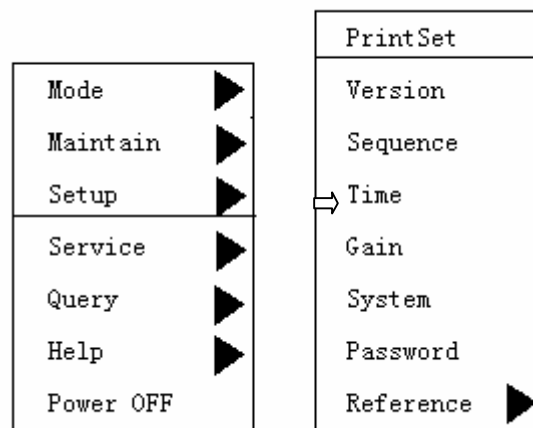 Mode
Maintain
Setup
Service
Query
Help
Power OFF
PrintSet
Version
Sequence
Time
Gain
System
Password
Reference